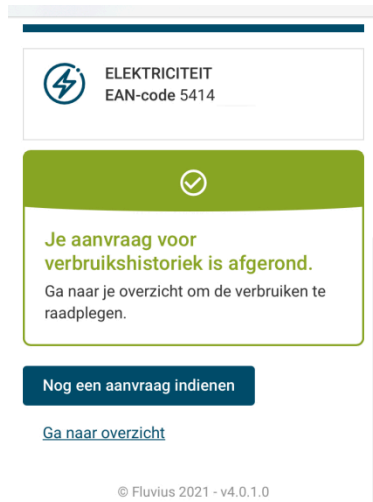 ELEKTRICITEIT
EAN-code 5414
Je aanvraag voor
verbruikshistoriek is afgerond.
Ga naar je overzicht om de verbruiken te
raadplegen.
Nog een aanvraag indienen
Ga naar overzicht
© Fluvius 2021 - v4.0.1.0